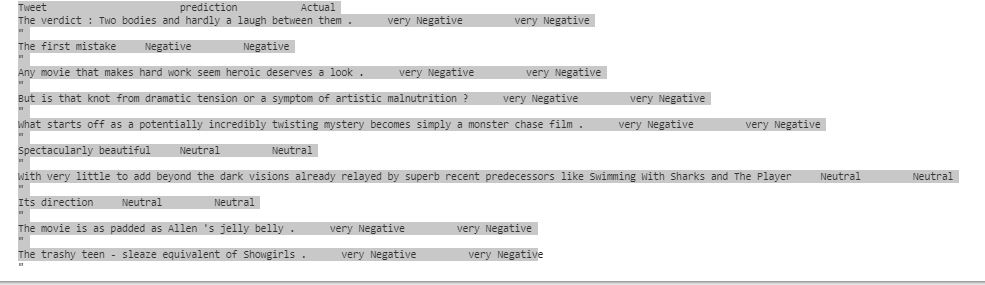 Tweet prediction Actual
The verdict : Two bodies and hardly a laugh between them . very Negative very Negative
"
The first mistake Negative Negative
"
Any movie that makes hard work seem heroic deserves a look . very Negative very Negative
"
But is that knot from dramatic tension or a symptom of artistic malnutrition ? very Negative very Negative
"
What starts off as a potentially incredibly twisting mystery becomes simply a monster chase film . very Negative very Negative
"
Spectacularly beautiful Neutral Neutral
"
With very little to add beyond the dark visions already relayed by superb recent predecessors like Swimming With Sharks and The Player Neutral Neutral
"
Its direction Neutral Neutral
"
The movie is as padded as Allen 's jelly belly . very Negative very Negative
"
The trashy teen - sleaze equivalent of Showgirls . very Negative very Negative
"